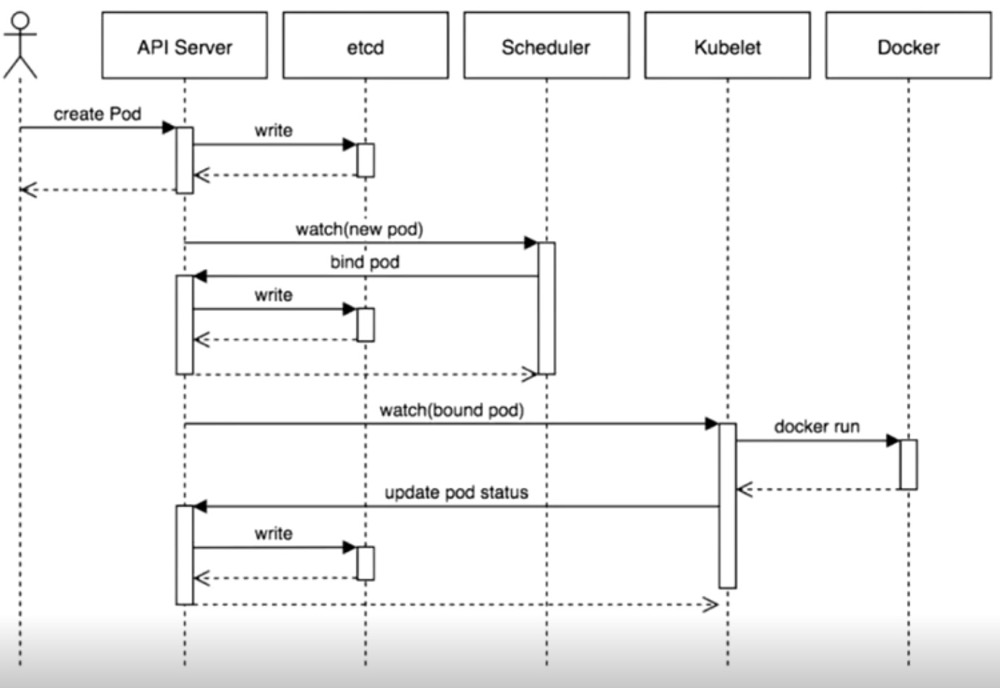 API Server
etcd
Scheduler
Kubelet
Docker
create Pod
write
watch(new pod)
bind pod
write
watch(bound pod)
docker run
update pod status
write